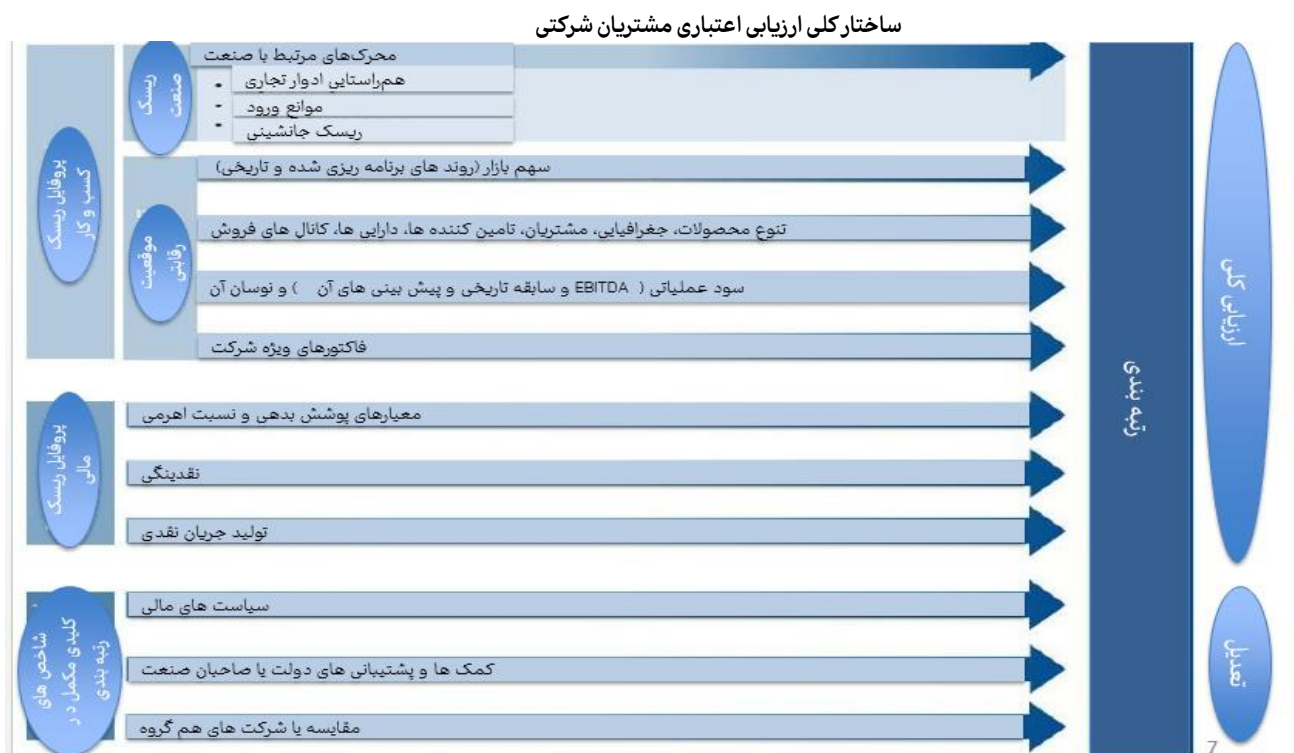 ساختار کلی ارزیابی اعتباری مشتریان شرکتی
پروفایل ریسک
کسب و کار
ریسک
صنعت
محرک‌های مرتبط با صنعت
• هم‌راستایی ادوار تجاری
- موانع ورود
• ریسک جانشینی
موقعیت
رقابتی
سهم بازار (روند های برنامه ریزی شده و تاریخی)
تنوع محصولات، جغرافیایی، مشتریان، تامین کننده ها، دارایی ها، کانال های فروش
سود عملیاتی ( EBITDA و سابقه تاریخی و پیش بینی های آن ) و نوسان آن
فاکتورهای ویژه شرکت
پروفایل ریسک
مالی
معیارهای پوشش بدهی و نسبت اهرمی
نقدینگی
تولید جریان نقدی
شاخص های
کلیدی مکمل در
رتبه بندی
سیاست های مالی
کمک ها و پشتیبانی های دولت یا صاحبان صنعت
مقایسه یا شرکت های هم گروه
رتبه بندی
ارزیابی کلی
تعدیل
7